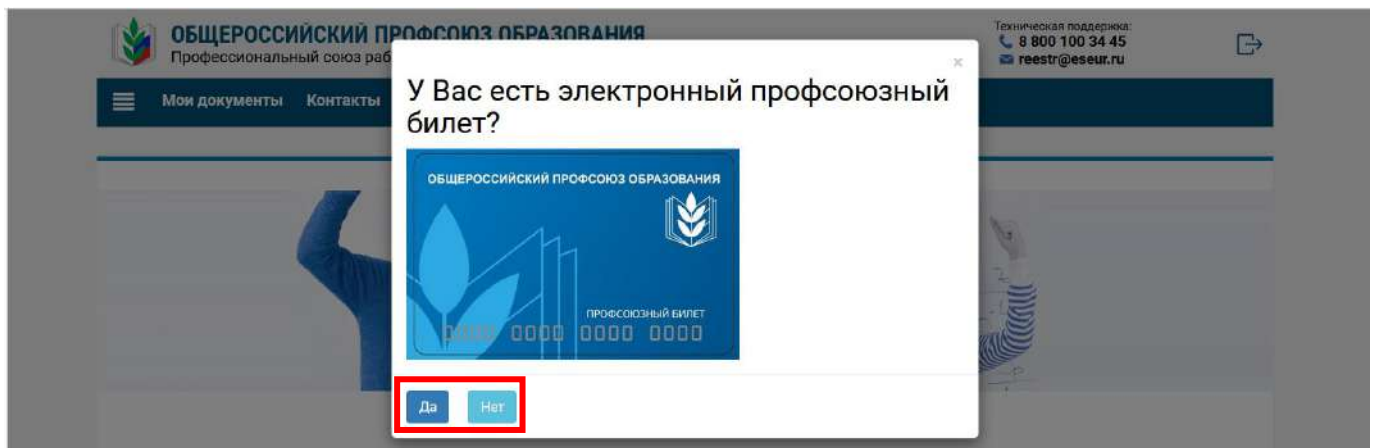 ОБЩЕРОССИЙСКИЙ ПРОФСОЮЗ ОБРАЗОВАНИЯ
Профессиональный союз раб
Техническая поддержка:
8 800 100 34 45
reestr@eseur.ru
Мои документы Контакты
×
У Вас есть электронный профсоюзный
билет?
ОБЩЕРОССИЙСКИЙ ПРОФСОЮЗ ОБРАЗОВАНИЯ
ПРОФСОЮЗНЫЙ БИЛЕТ
0000 0000 0000 0000
Да Нет